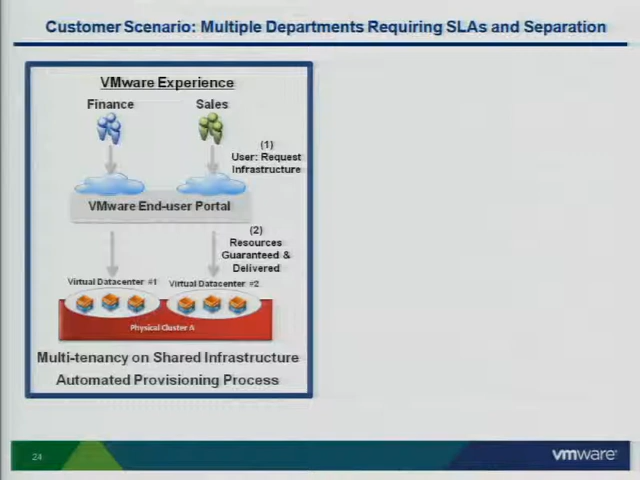 Customer Scenario: Multiple Departments Requiring SLAs and Separation
VMware Experience
Finance
Sales
(1)
User: Request
Infrastructure
VMware End-user Portal
(2)
Resources
Guaranteed &
Delivered
Virtual Datacenter #1
Virtual Datacenter #2
Physical Cluster A
Multi-tenancy on Shared Infrastructure
Automated Provisioning Process
24
vmware